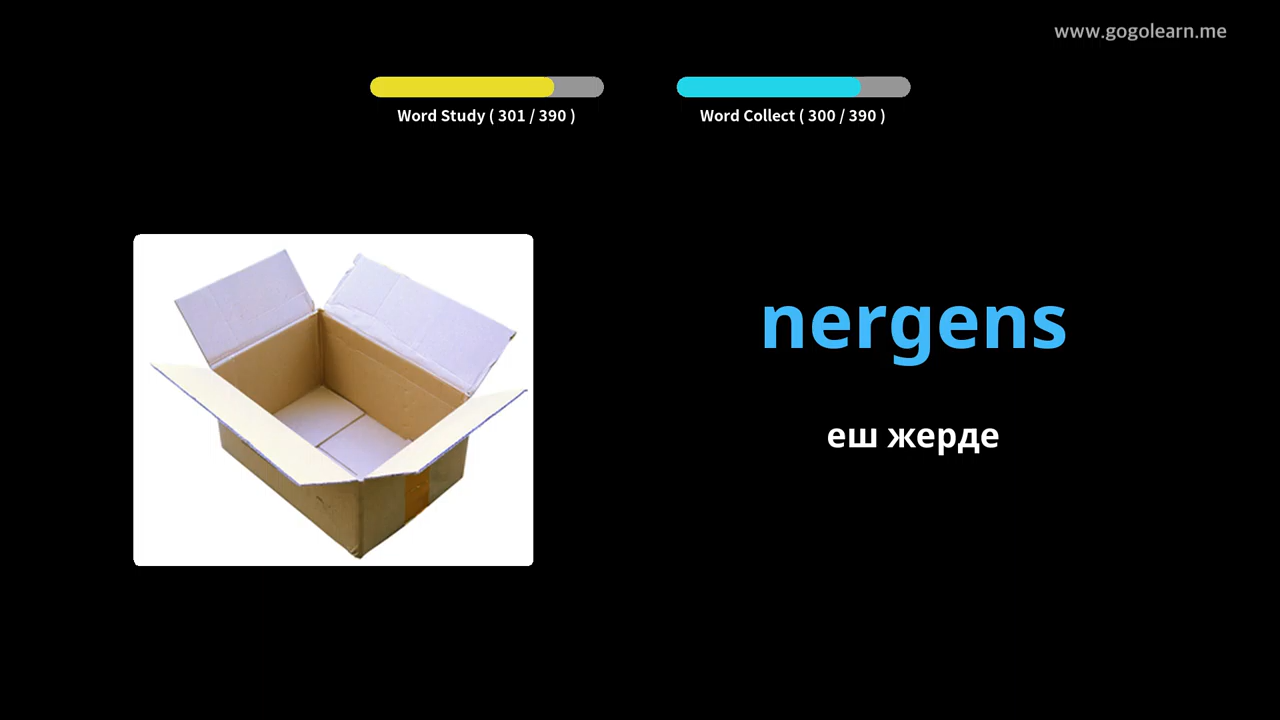 www.gogolearn.me
Word Study ( 301 / 390 )
Word Collect ( 300 / 390 )
nergens
еш жерде